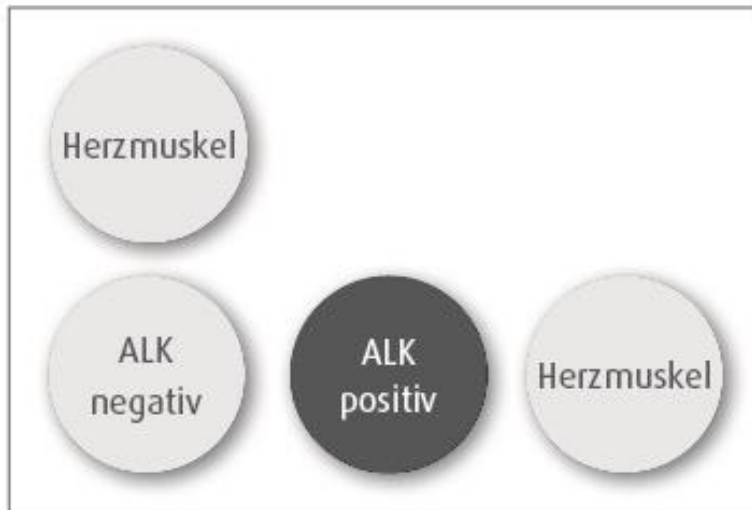 Herzmuskel
ALK
negativ
ALK
positiv
Herzmuskel